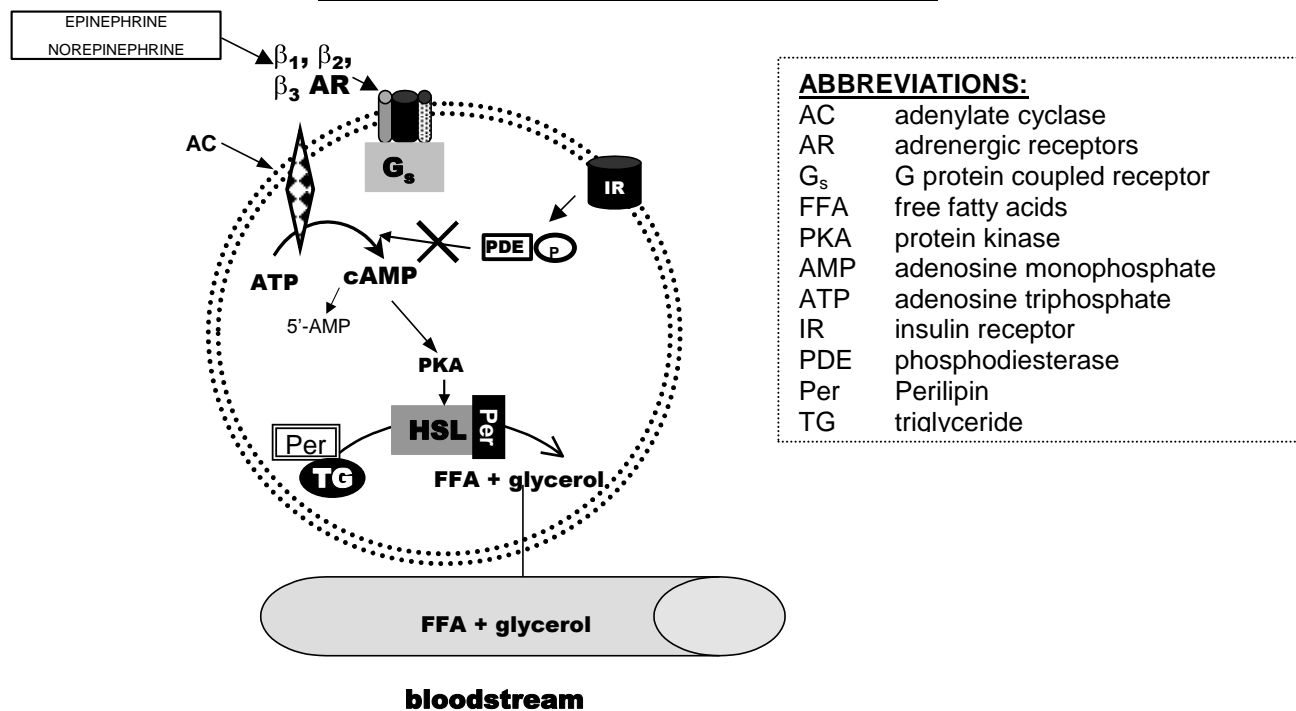 EPINEPHRINE
NOREPINEPHRINE
β1, β2,
β3 AR
AC
Gs
IR
PDE
P
ATP
cAMP
5'-AMP
PKA
HSL
Per
Per
TG
FFA + glycerol
FFA + glycerol
bloodstream
ABBREVIATIONS:
AC adenylate cyclase
AR adrenergic receptors
Gs G protein coupled receptor
FFA free fatty acids
PKA protein kinase
AMP adenosine monophosphate
ATP adenosine triphosphate
IR insulin receptor
PDE phosphodiesterase
Per Perilipin
TG triglyceride